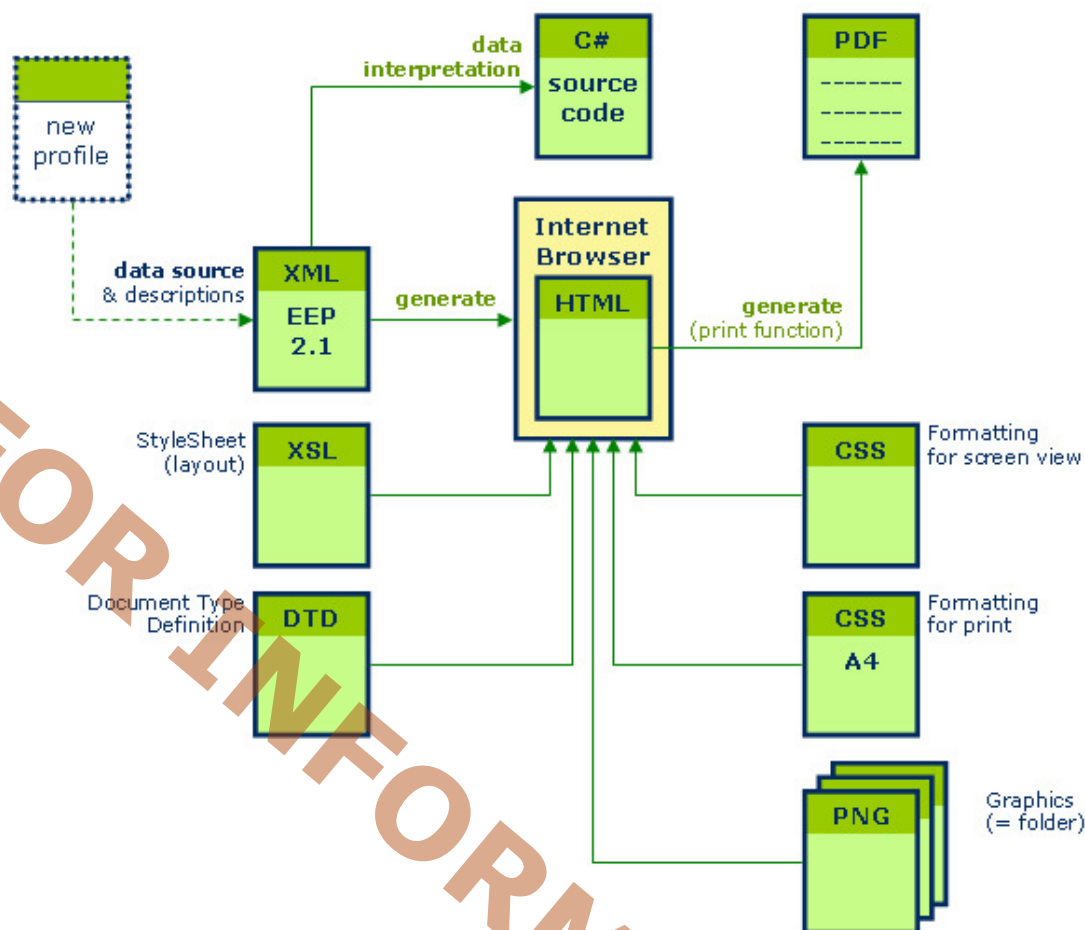 data
interpretation
C#
source
code
PDF
-------
-------
-------
new
profile
data source
& descriptions
XML
EEP
2.1
generate
Internet
Browser
HTML
generate
(print function)
StyleSheet
(layout)
XSL
CSS
Formatting
for screen view
Document Type
Definition
DTD
CSS
A4
Formatting
for print
PNG
Graphics
(= folder)
FOR INFORM